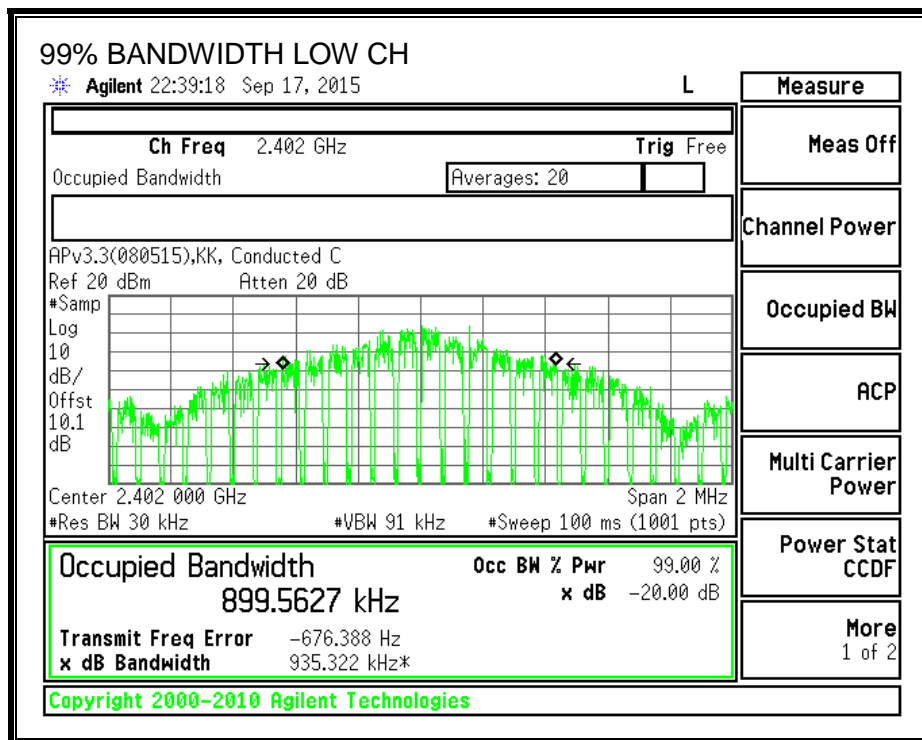 99% BANDWIDTH LOW CH
Agilent 22:39:18 Sep 17, 2015 L
Ch Freq 2.402 GHz Trig Free
Occupied Bandwidth Averages: 20
APv3.3(080515),KK, Conducted C
Ref 20 dBm Atten 20 dB
#Samp
Log
10
dB/
Offst
10.1
dB
Center 2.402 000 GHz Span 2 MHz
#Res BW 30 kHz #VBW 91 kHz #Sweep 100 ms (1001 pts)
Occupied Bandwidth Occ BW % Pwr 99.00 %
899.5627 kHz x dB -20.00 dB
Transmit Freq Error -676.388 Hz
x dB Bandwidth 935.322 kHz*
Copyright 2000-2010 Agilent Technologies
Measure
Meas Off
Channel Power
Occupied BW
ACP
Multi Carrier
Power
Power Stat
CCDF
More
1 of 2